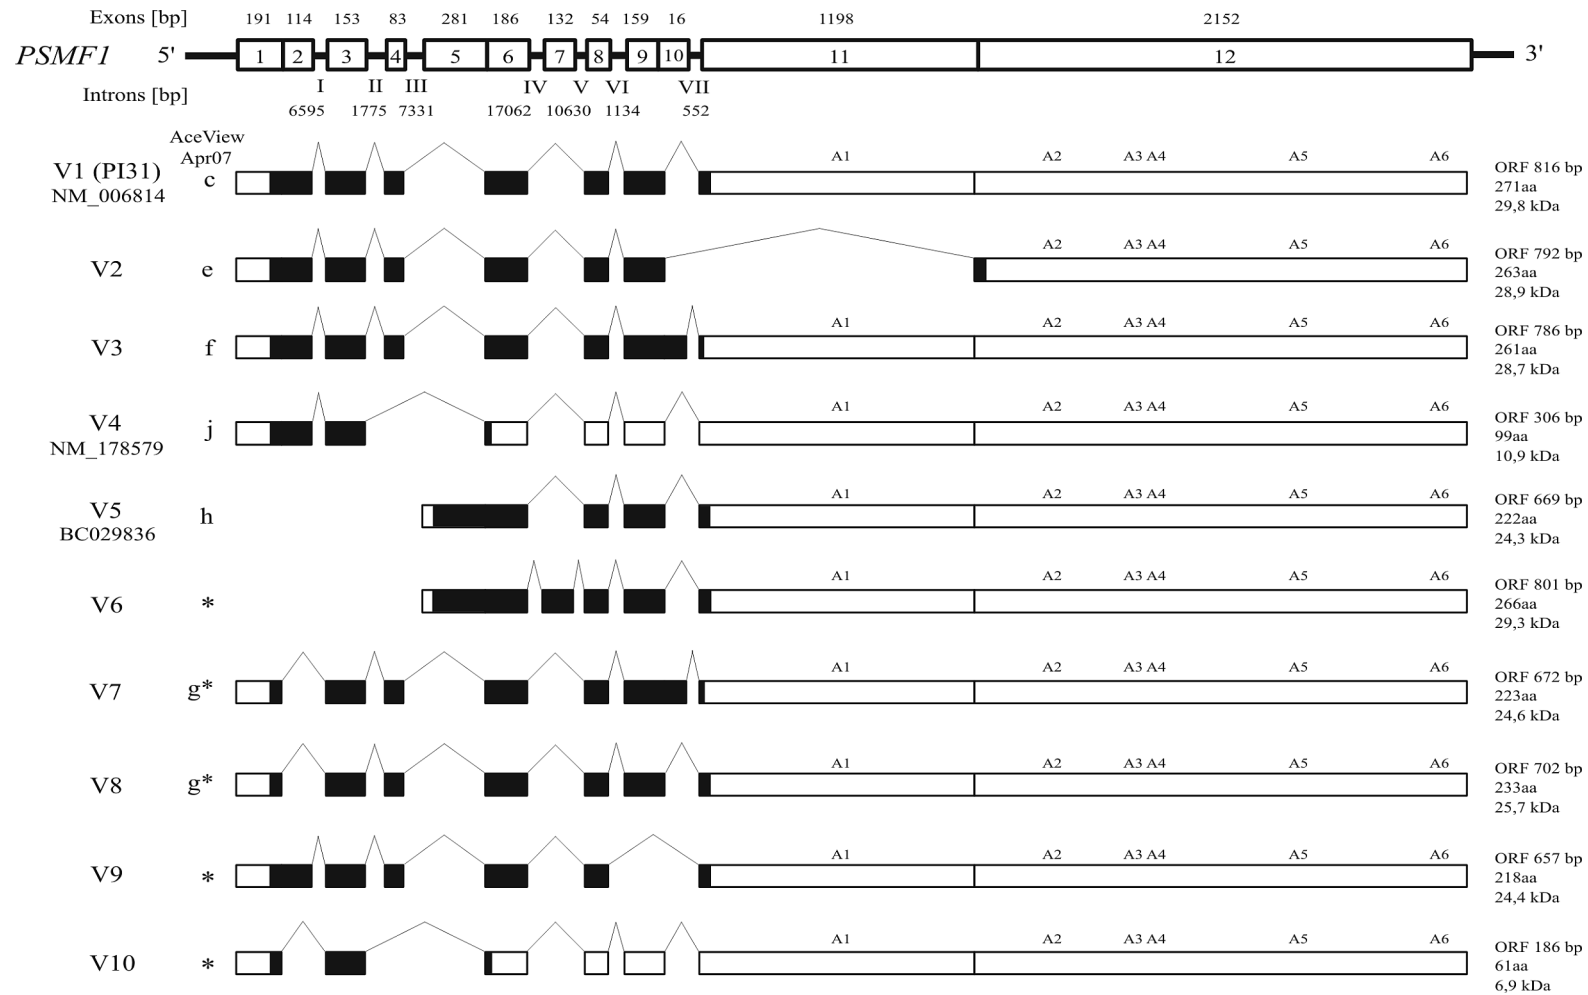 Exons [bp] 191 114 153 83 281 186 132 54 159 16 1198 2152
PSMF1 5' 1 2 3 4 5 6 7 8 9 10 11 12 3'
I II III IV V VI VII
Introns [bp] 6595 1775 7331 17062 10630 1134 552
AceView
Apr07
V1 (PI31) c A1 A2 A3 A4 A5 A6 ORF 816 bp
NM_006814 271aa
29,8 kDa
V2 e A2 A3 A4 A5 A6 ORF 792 bp
263aa
28,9 kDa
V3 f A1 A2 A3 A4 A5 A6 ORF 786 bp
261aa
28,7 kDa
V4 j A1 A2 A3 A4 A5 A6 ORF 306 bp
NM_178579 99aa
10,9 kDa
V5 h A1 A2 A3 A4 A5 A6 ORF 669 bp
BC029836 222aa
24,3 kDa
V6 * A1 A2 A3 A4 A5 A6 ORF 801 bp
266aa
29,3 kDa
V7 g* A1 A2 A3 A4 A5 A6 ORF 672 bp
223aa
24,6 kDa
V8 g* A1 A2 A3 A4 A5 A6 ORF 702 bp
233aa
25,7 kDa
V9 * A1 A2 A3 A4 A5 A6 ORF 657 bp
218aa
24,4 kDa
V10 * A1 A2 A3 A4 A5 A6 ORF 186 bp
61aa
6,9 kDa